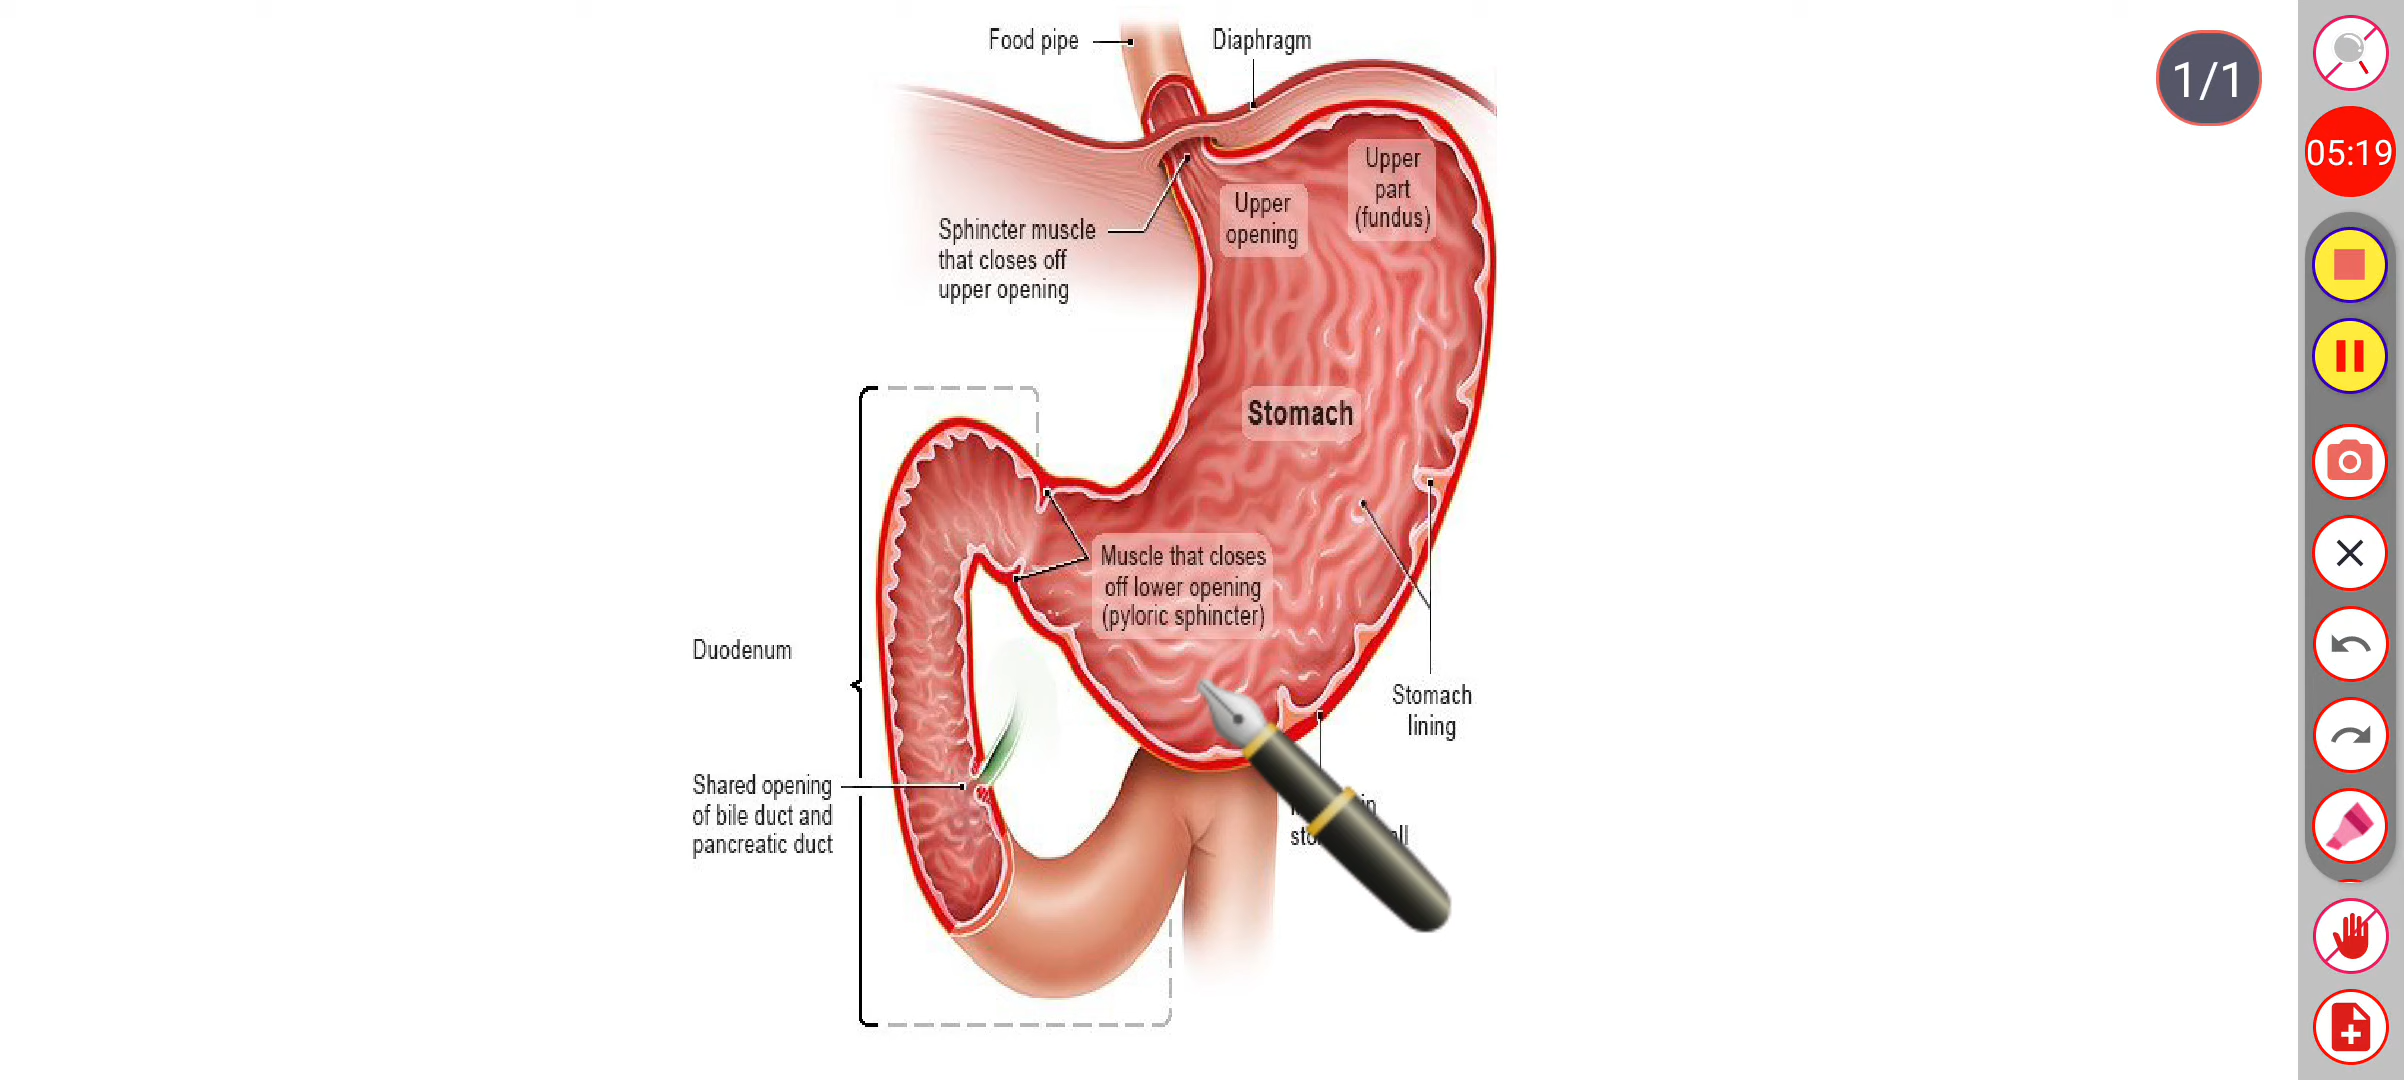 Food pipe
Diaphragm
1/1
05:19
Upper
part
(fundus)
Upper
opening
Sphincter muscle
that closes off
upper opening
Stomach
Muscle that closes
off lower opening
(pyloric sphincter)
Duodenum
Stomach
lining
Shared opening
of bile duct and
pancreatic duct